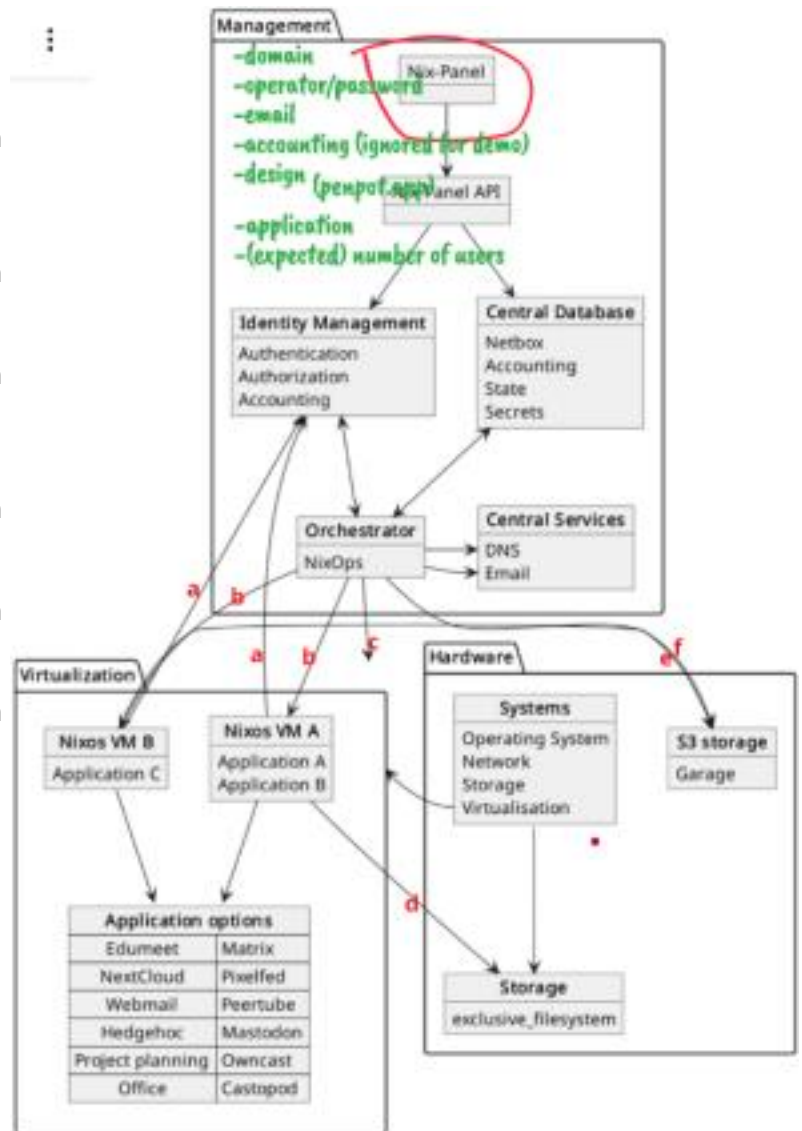 Management
-domain
Nix-Panel
-operator/password
-email
-accounting (ignored for demo)
-design (penpot.app)
Nix-Panel API
-application
-(expected) number of users
Identity Management
Authentication
Authorization
Accounting
Central Database
Netbox
Accounting
State
Secrets
Orchestrator
NixOps
Central Services
DNS
Email
a
b
a
b
c
e
f
Virtualization
Nixos VM B
Application C
Nixos VM A
Application A
Application B
Hardware
Systems
Operating System
Network
Storage
Virtualisation
S3 storage
Garage
d
Application options
Edumeet Matrix
NextCloud Pixelfed
Webmail Peertube
Hedgehoc Mastodon
Project planning Owncast
Office Castopod
Storage
exclusive_filesystem